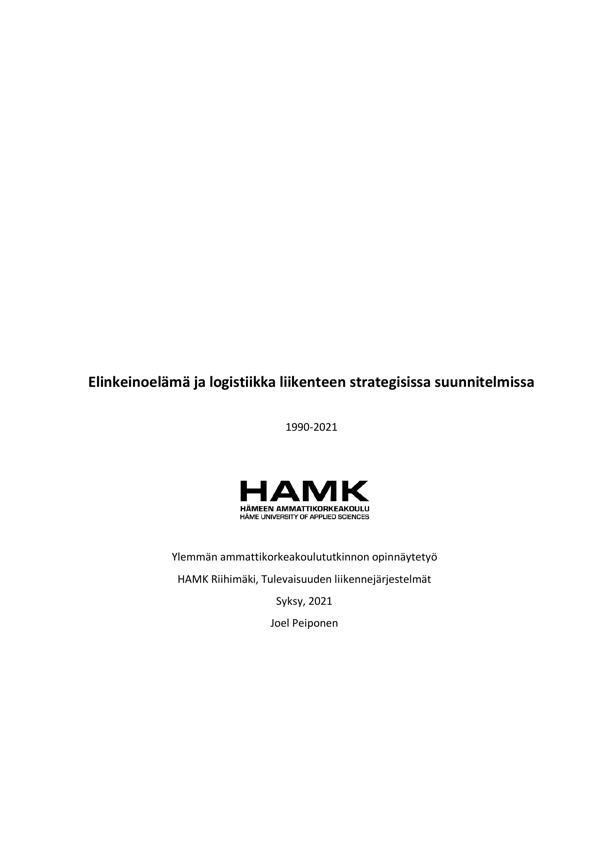 Elinkeinoelämä ja logistiikka liikenteen strategisissa suunnitelmissa
1990-2021
HAMK
HÄMEEN AMMATTIKORKEAKOULU
HÄME UNIVERSITY OF APPLIED SCIENCES
Ylemmän ammattikorkeakoulututkinnon opinnäytetyö
HAMK Riihimäki, Tulevaisuuden liikennejärjestelmät
Syksy, 2021
Joel Peiponen